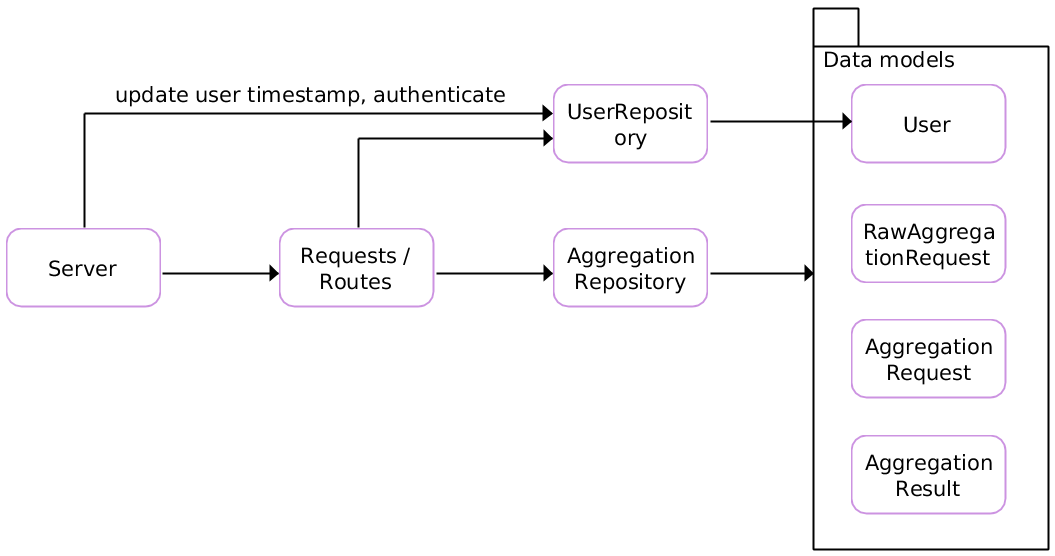 Data models
update user timestamp, authenticate
UserReposit
ory
User
Server
Requests /
Routes
Aggregation
Repository
RawAggrega
tionRequest
Aggregation
Request
Aggregation
Result